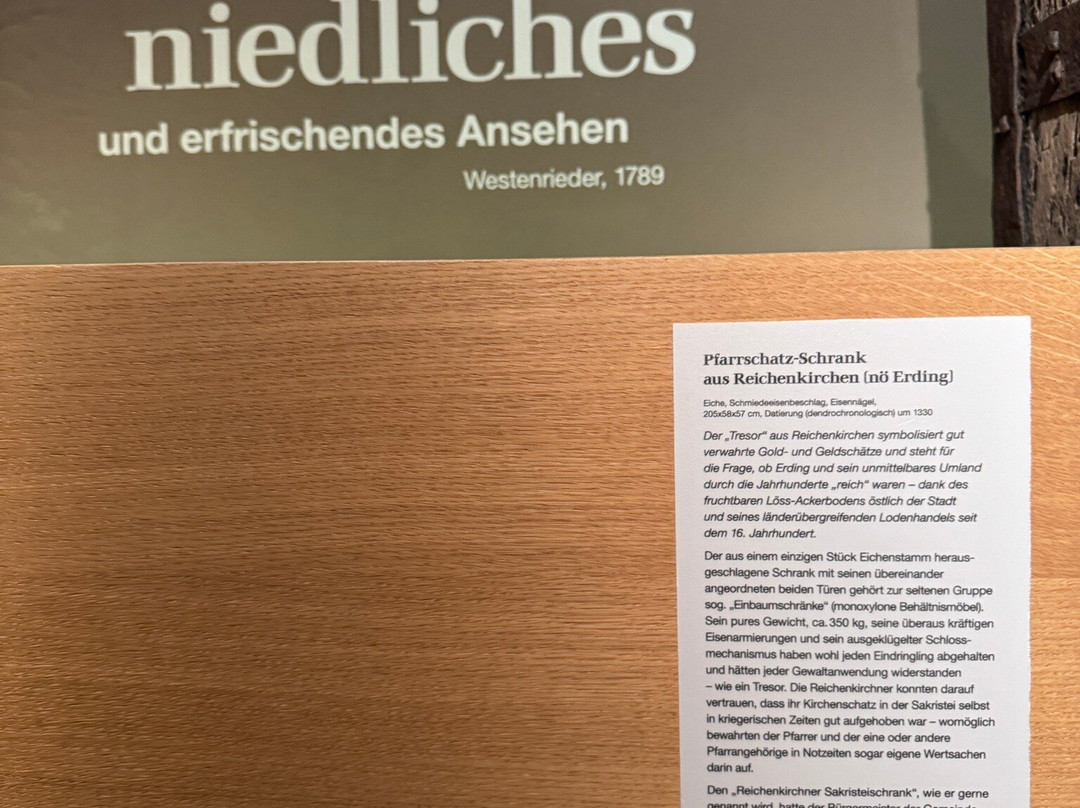 niedliches
und erfrischendes Ansehen
Westenrieder, 1789
Pfarrschatz-Schrank
aus Reichenkirchen (nö Erding)
Eiche, Schmiedeeisenbeschlag, Eisennägel,
205x58x57 cm, Datierung (dendrochronologisch) um 1330
Der „Tresor“ aus Reichenkirchen symbolisiert gut
verwahrte Gold- und Geldschätze und steht für
die Frage, ob Erding und sein unmittelbares Umland
durch die Jahrhunderte „reich“ waren – dank des
fruchtbaren Löss-Ackerbodens östlich der Stadt
und seines länderübergreifenden Lodenhandels seit
dem 16. Jahrhundert.
Der aus einem einzigen Stück Eichenstamm heraus-
geschlagene Schrank mit seinen übereinander
angeordneten beiden Türen gehört zur seltenen Gruppe
sog. „Einbaumschränke“ (monoxylone Behältnismöbel).
Sein pures Gewicht, ca. 350 kg, seine überaus kräftigen
Eisenarmierungen und sein ausgeklügelter Schloss-
mechanismus haben wohl jeden Eindringling abgehalten
und hätten jeder Gewaltanwendung widerstanden
– wie ein Tresor. Die Reichenkirchner konnten darauf
vertrauen, dass ihr Kirchenschatz in der Sakristei selbst
in kriegerischen Zeiten gut aufgehoben war – womöglich
bewahrten der Pfarrer und der eine oder andere
Pfarrangehörige in Notzeiten sogar eigene Wertsachen
darin auf.
Den „Reichenkirchner Sakristeischrank“, wie er gerne
genannt wird, hatte der Bürgermeister der Gemeinde